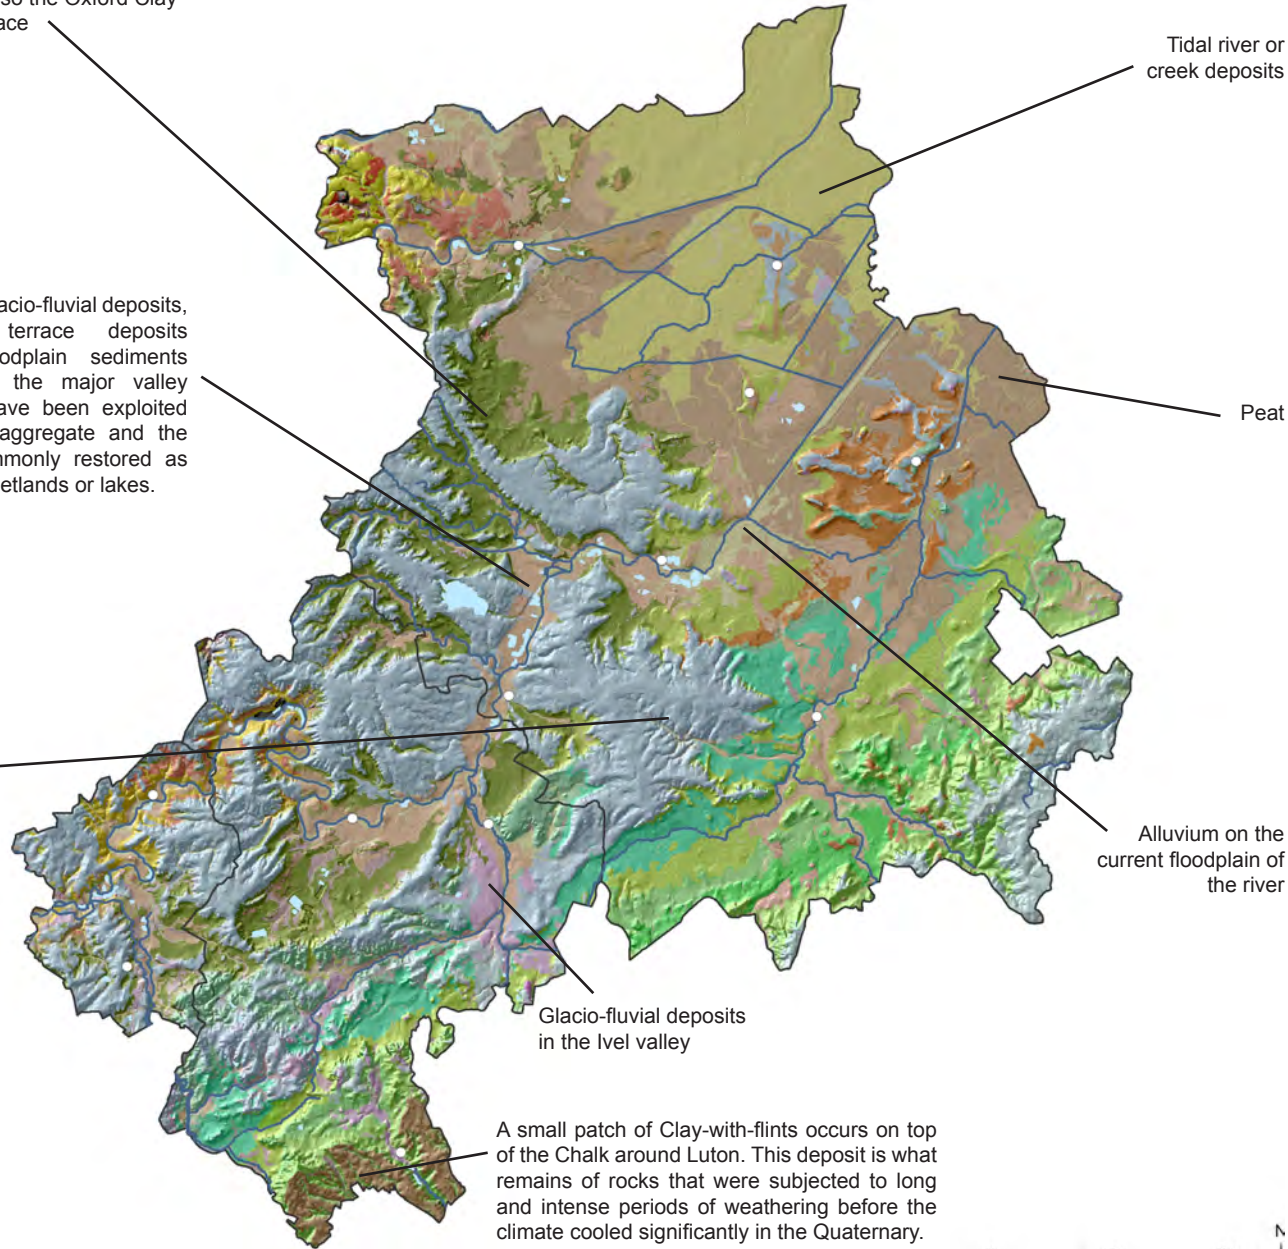 so the Oxford Clay
ace
Tidal river or
creek deposits
acio-fluvial deposits,
terrace deposits
odplain sediments
the major valley
ave been exploited
aggregate and the
mmonly restored as
etlands or lakes.
Peat
Alluvium on the
current floodplain of
the river
Glacio-fluvial deposits
in the Ivel valley
A small patch of Clay-with-flints occurs on top
of the Chalk around Luton. This deposit is what
remains of rocks that were subjected to long
and intense periods of weathering before the
climate cooled significantly in the Quaternary.